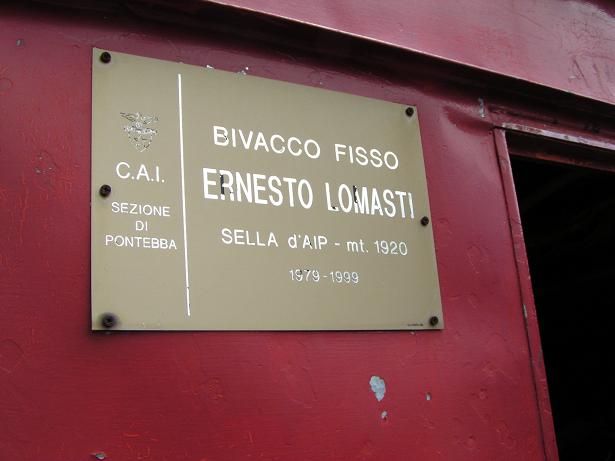 C.A.I.
SEZIONE
DI
PONTEBBA
BIVACCO FISSO
ERNESTO LOMASTI
SELLA d'AIP - mt. 1920
1979-1999